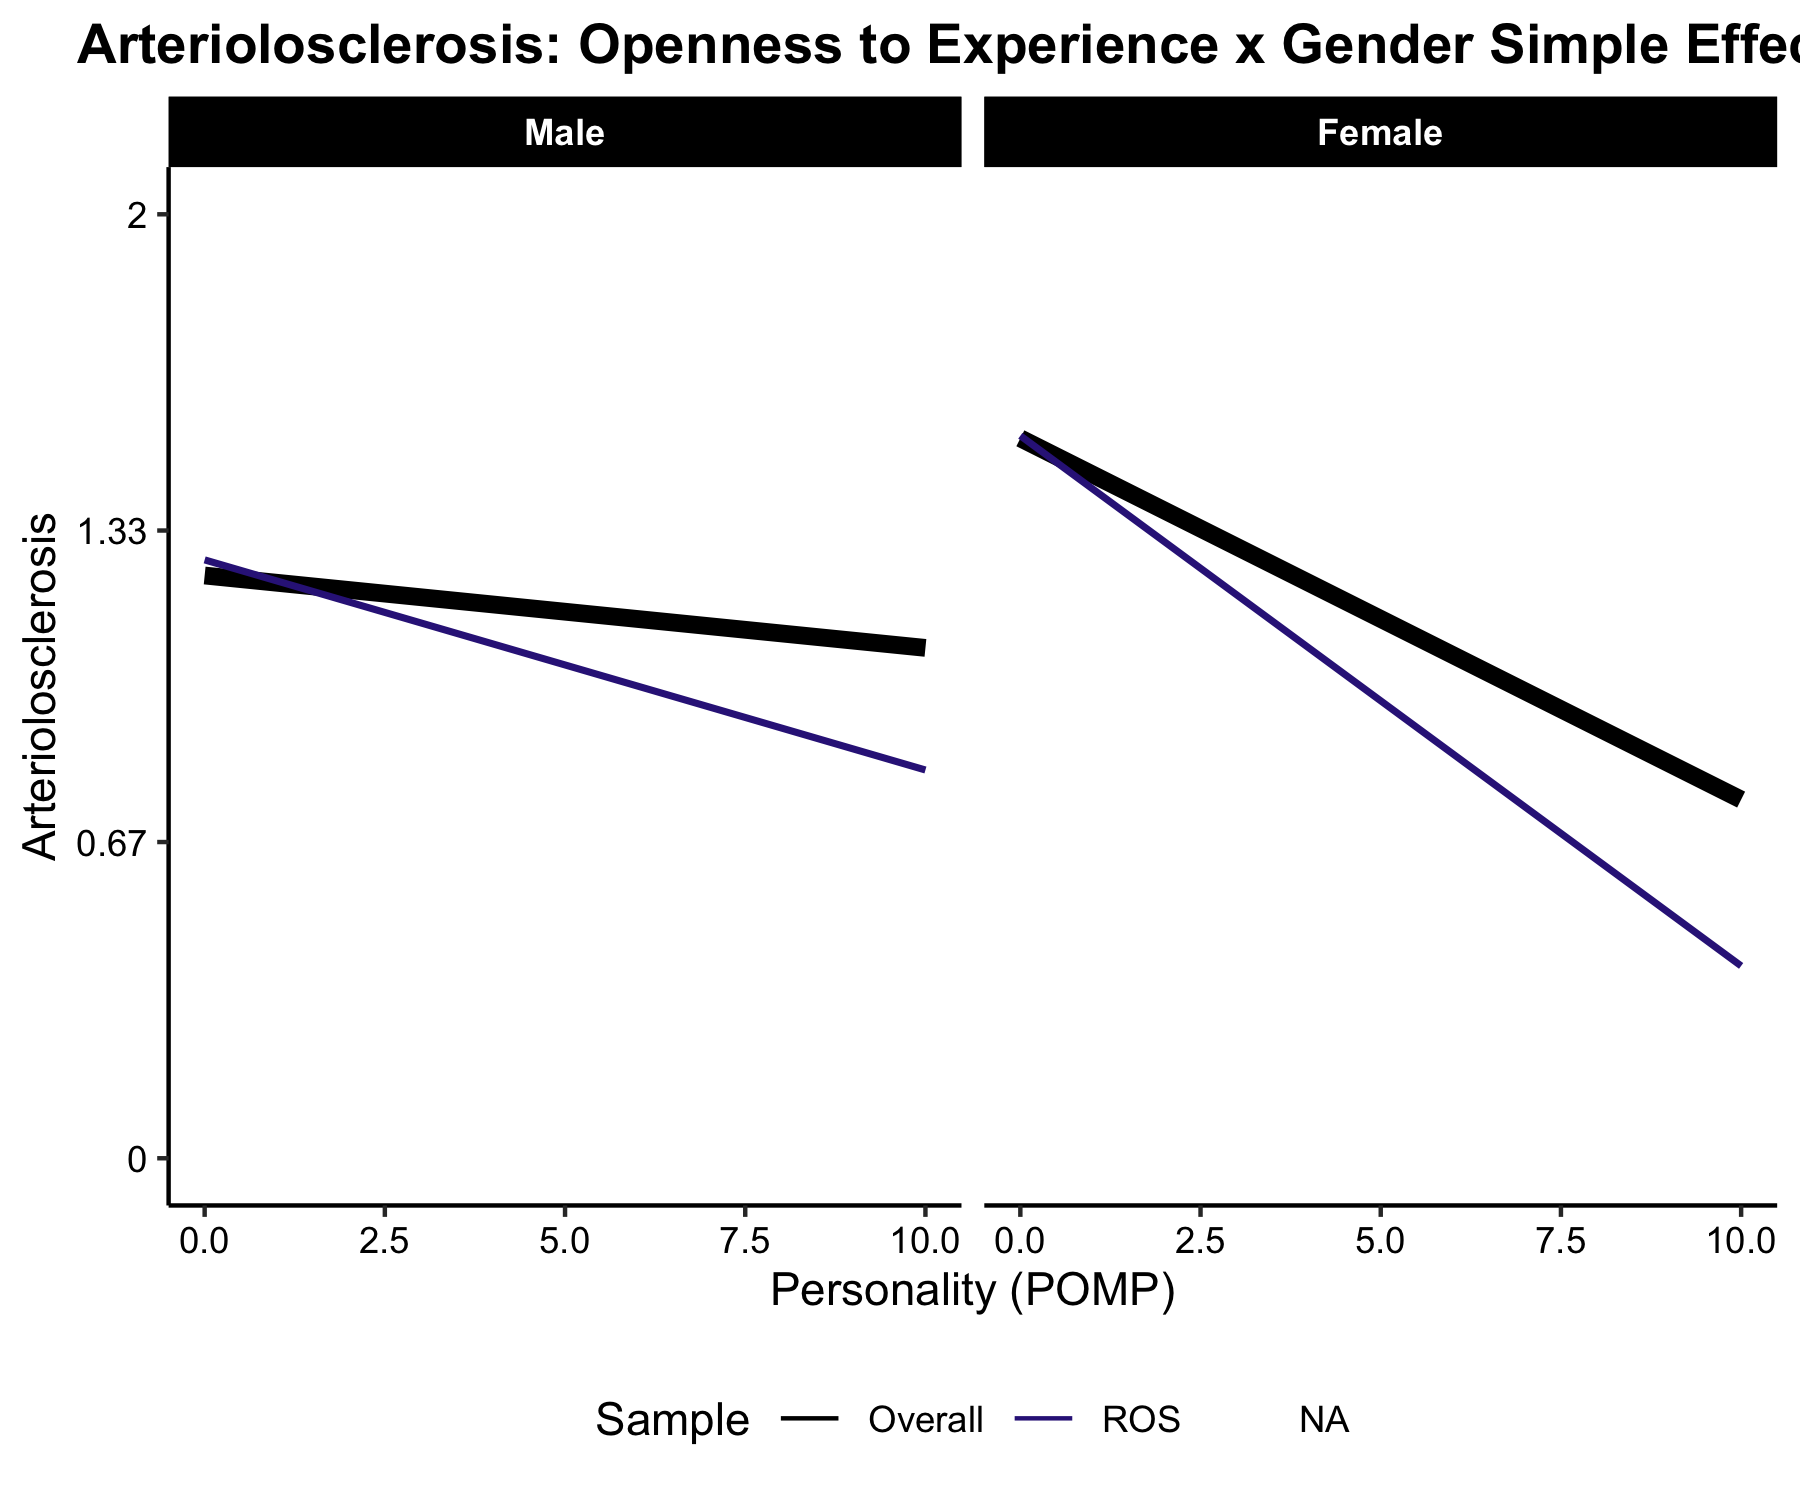 Arteriolosclerosis: Openness to Experience x Gender Simple Effec
Male
Female
Arteriolosclerosis
2
1.33
0.67
0
0.0 2.5 5.0 7.5 10.0
0.0 2.5 5.0 7.5 10.0
Personality (POMP)
Sample Overall ROS NA